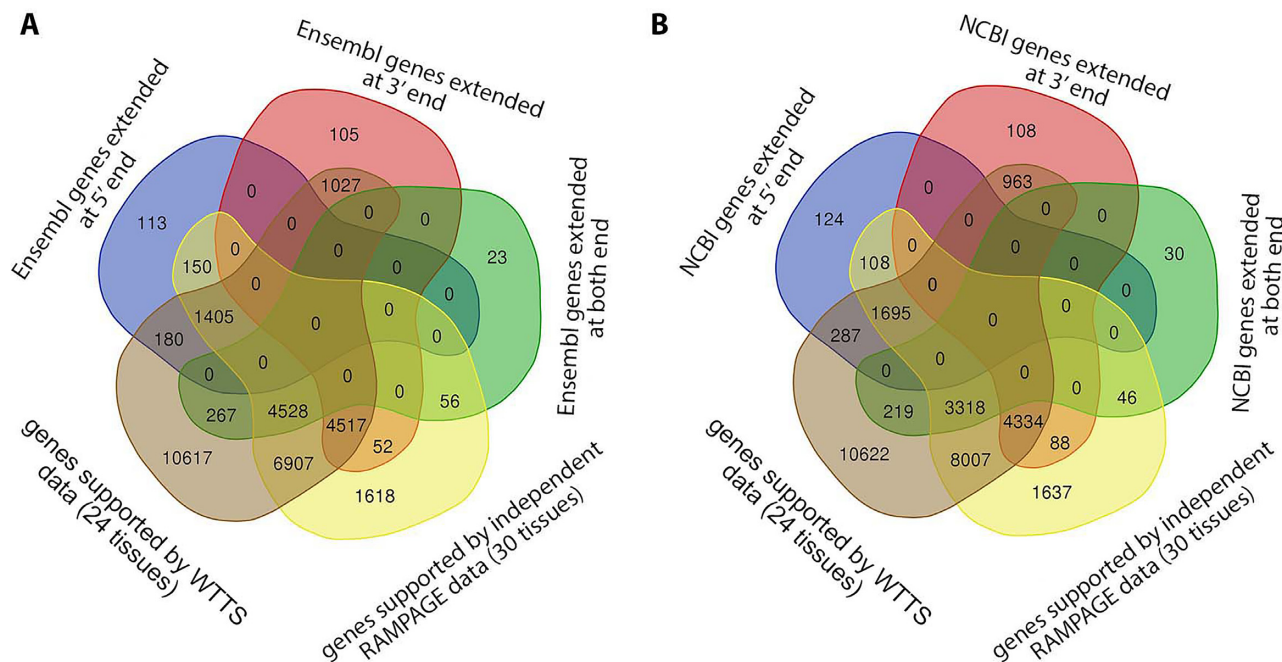 A
Ensembl genes extended
at 3' end
Ensembl genes extended
at 5' end
Ensembl genes extended
at both end
genes supported by WTTS
data (24 tissues)
genes supported by independent
RAMPAGE data (30 tissues)
105
0
1027
113
0
0
0
23
150
0
0
0
0
0
1405
0
0
180
0
0
0
0
0
267
4528
4517
56
52
10617
6907
1618
B
NCBI genes extended
at 3' end
NCBI genes extended
at 5' end
NCBI genes extended
at both end
genes supported by WTTS
data (24 tissues)
genes supported by independent
RAMPAGE data (30 tissues)
108
0
963
124
0
0
0
30
108
0
0
0
0
0
1695
0
0
287
0
0
0
0
0
219
3318
4334
46
88
10622
8007
1637